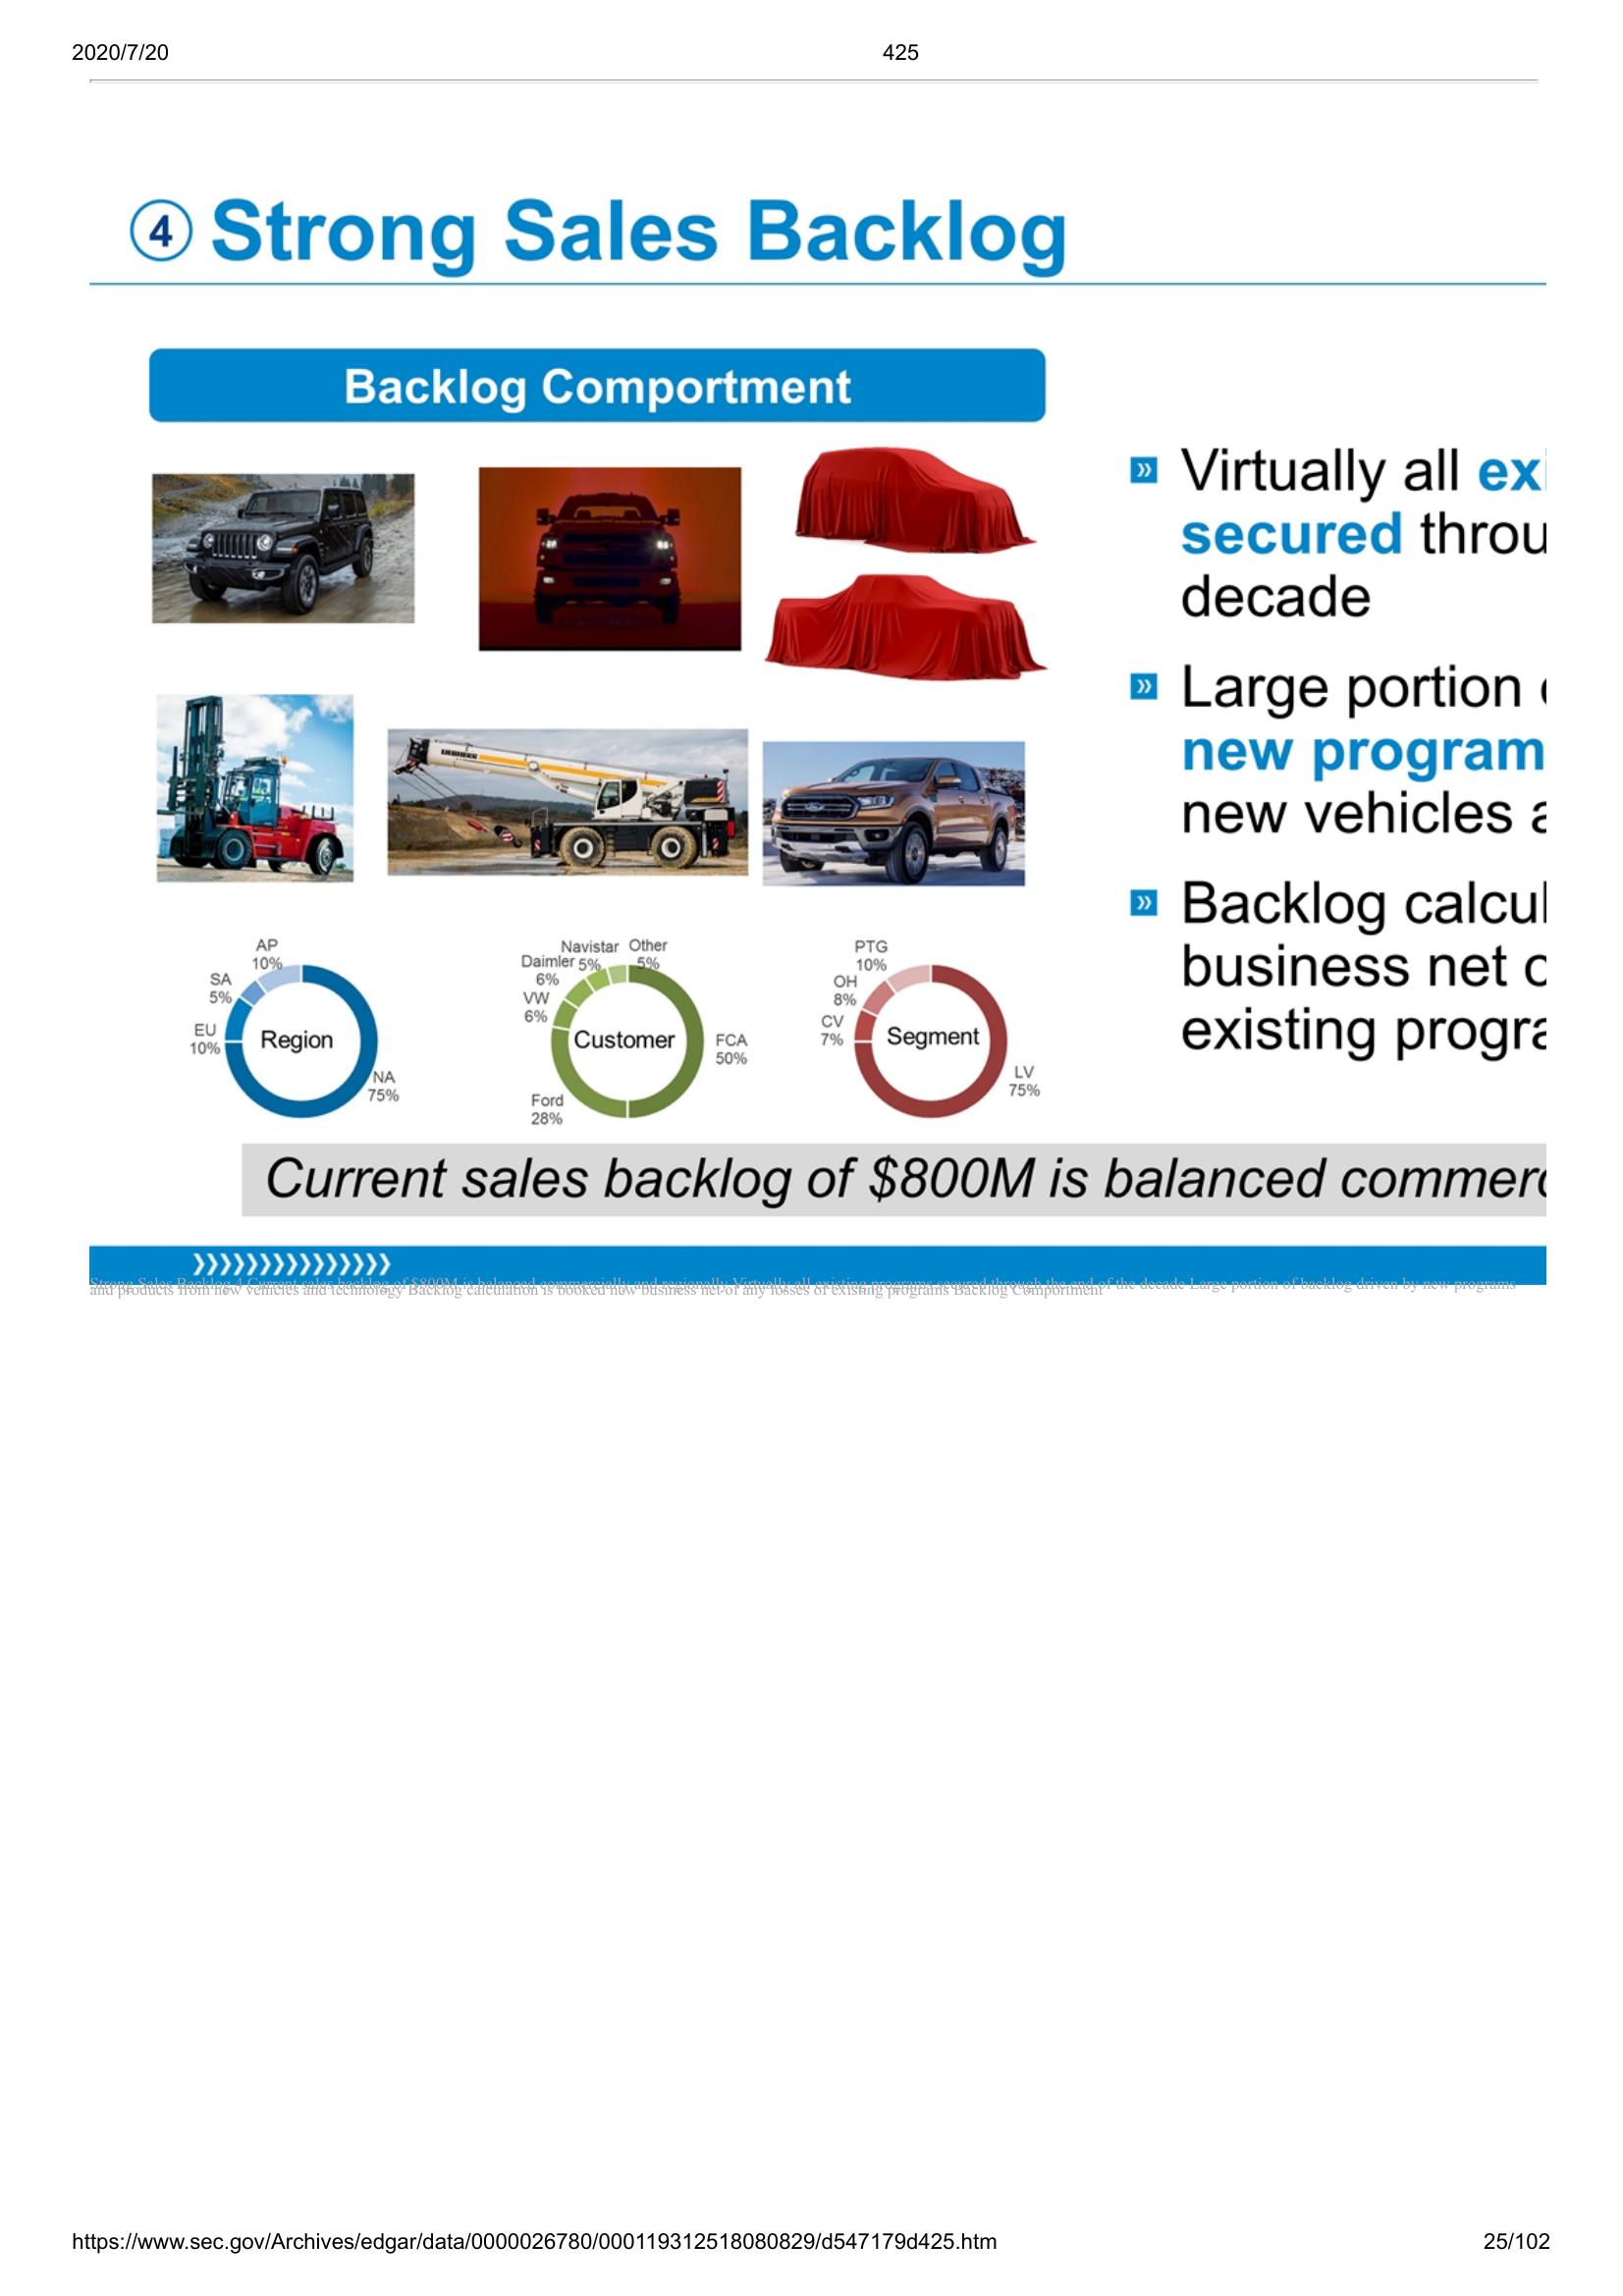 2020/7/20
425
4 Strong Sales Backlog
Backlog Comportment
Virtually all exi
secured throu
decade
Large portion
new program
new vehicles a
Backlog calcul
business net o
existing progra
LIEBHERR
AP
10%
SA
5%
EU
10%
Region
NA
75%
Navistar
5%
Other
5%
Daimler
6%
VW
6%
Customer
FCA
50%
Ford
28%
PTG
10%
OH
8%
CV
7%
Segment
LV
75%
Current sales backlog of $800M is balanced commerc
Strong Sales Backlog 4 Current sales backlog of $800M is balanced commercially and regionally Virtually all existing programs secured through the end of the decade Large portion of backlog driven by new programs
and products from new vehicles and technology Backlog calculation is booked new business net of any losses of existing programs Backlog Comportment
https://www.sec.gov/Archives/edgar/data/0000026780/000119312518080829/d547179d425.htm
25/102